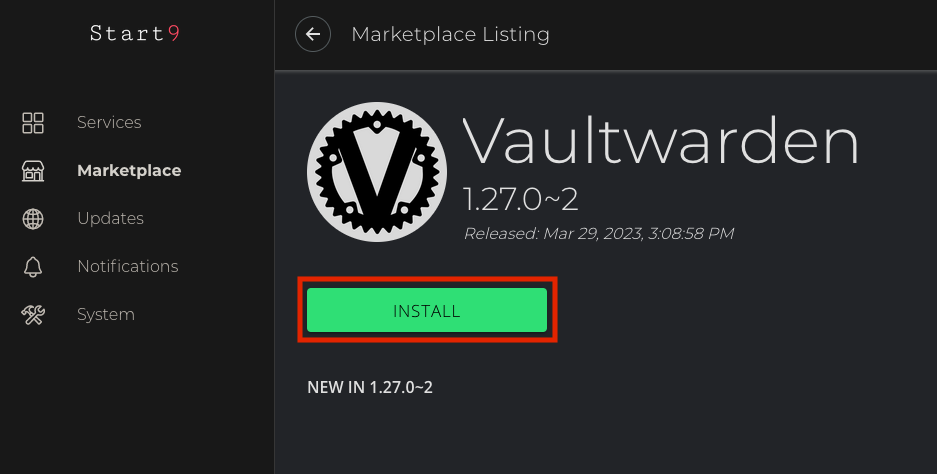 Start9
Marketplace Listing
Services
Marketplace
Updates
Notifications
System
Vaultwarden
1.27.0~2
Released: Mar 29, 2023, 3:08:58 PM
INSTALL
NEW IN 1.27.0~2